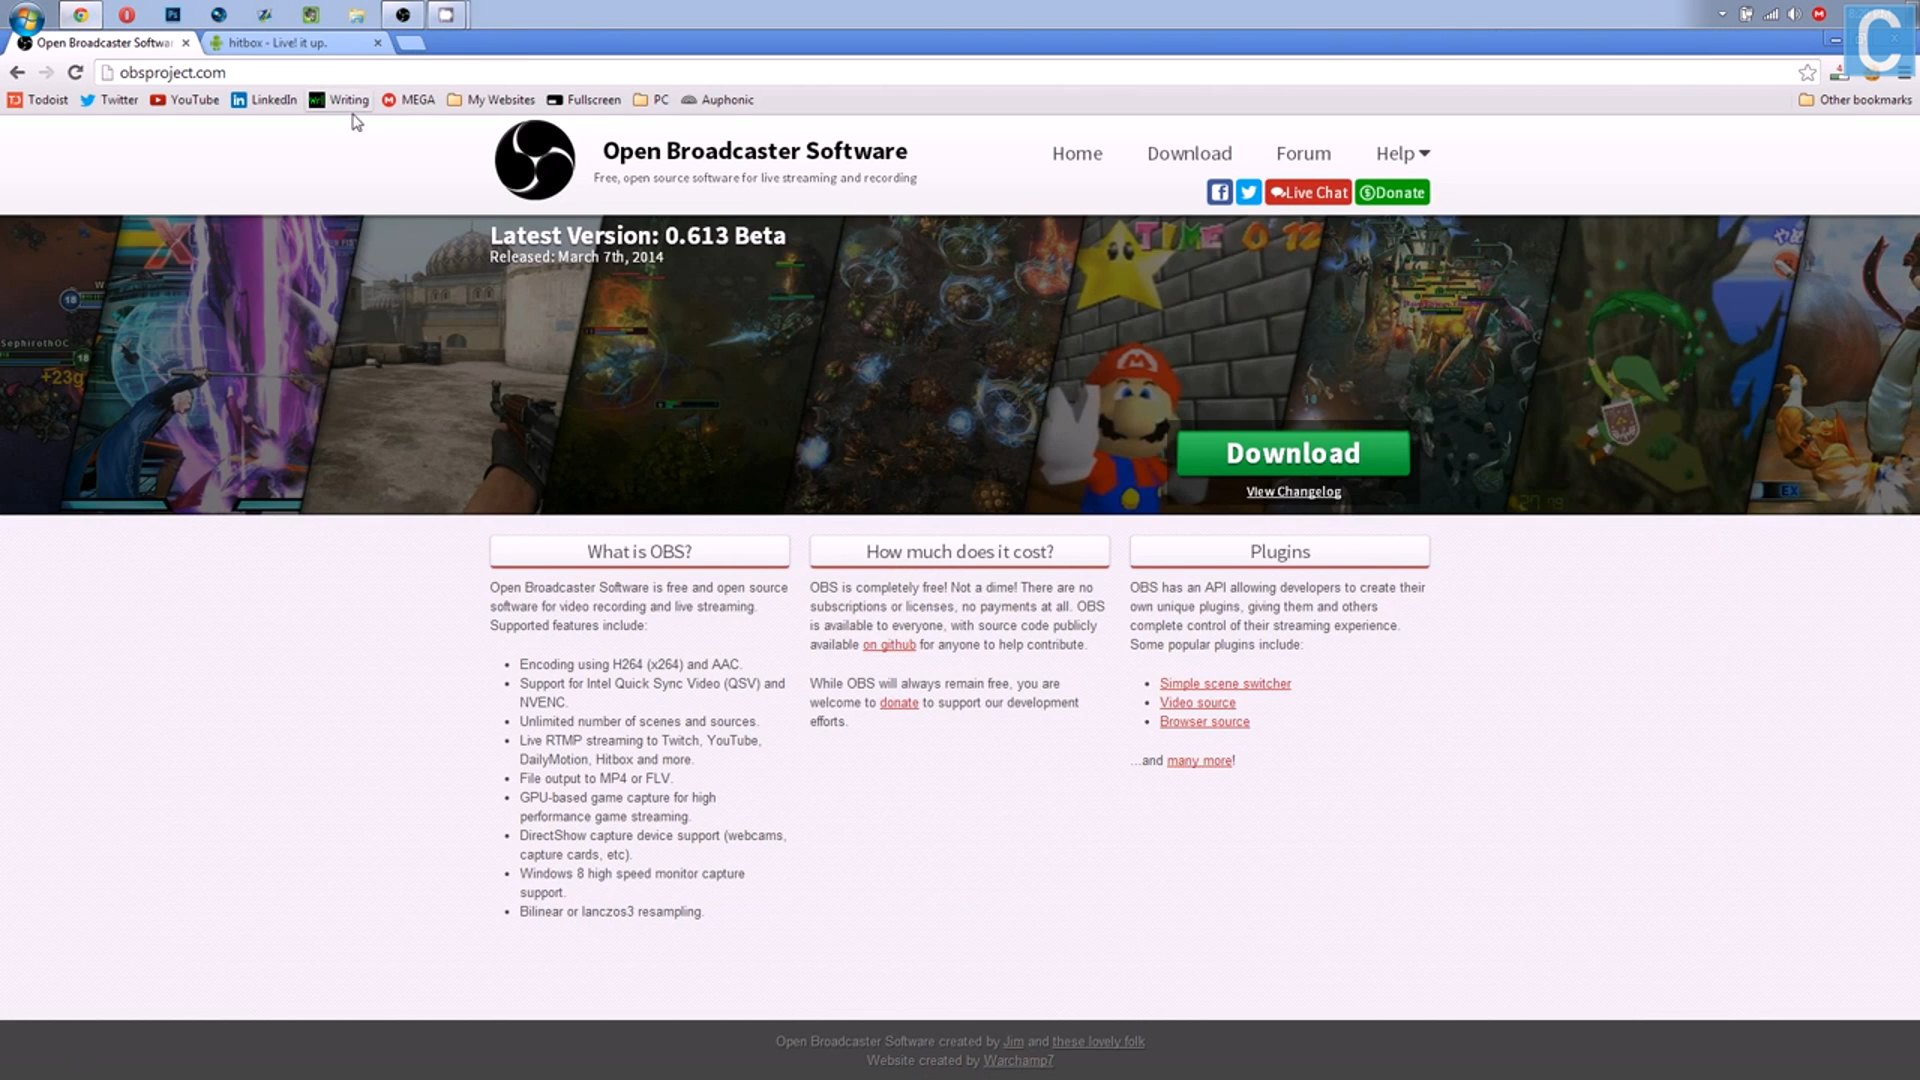 Open Broadcaster Softwar
hitbox - Live! it up.
obsproject.com
Todoist Twitter YouTube LinkedIn Writing MEGA My Websites Fullscreen PC Auphonic Other bookmarks
C
Open Broadcaster Software
Free, open source software for live streaming and recording
Home Download Forum Help
Live Chat Donate
Latest Version: 0.613 Beta
Released: March 7th, 2014
TIME 0 12
18
SephirothOC
18
+23g
EX
Download
View Changelog
What is OBS?
Open Broadcaster Software is free and open source
software for video recording and live streaming.
Supported features include:
• Encoding using H264 (x264) and AAC.
• Support for Intel Quick Sync Video (QSV) and
NVENC.
• Unlimited number of scenes and sources.
• Live RTMP streaming to Twitch, YouTube,
DailyMotion, Hitbox and more.
• File output to MP4 or FLV.
• GPU-based game capture for high
performance game streaming.
• DirectShow capture device support (webcams,
capture cards, etc).
• Windows 8 high speed monitor capture
support.
• Bilinear or lanczos3 resampling.
How much does it cost?
OBS is completely free! Not a dime! There are no
subscriptions or licenses, no payments at all. OBS
is available to everyone, with source code publicly
available on github for anyone to help contribute.
While OBS will always remain free, you are
welcome to donate to support our development
efforts.
Plugins
OBS has an API allowing developers to create their
own unique plugins, giving them and others
complete control of their streaming experience.
Some popular plugins include:
• Simple scene switcher
• Video source
• Browser source
...and many more!
Open Broadcaster Software created by Jim and these lovely folk
Website created by Warchamp7